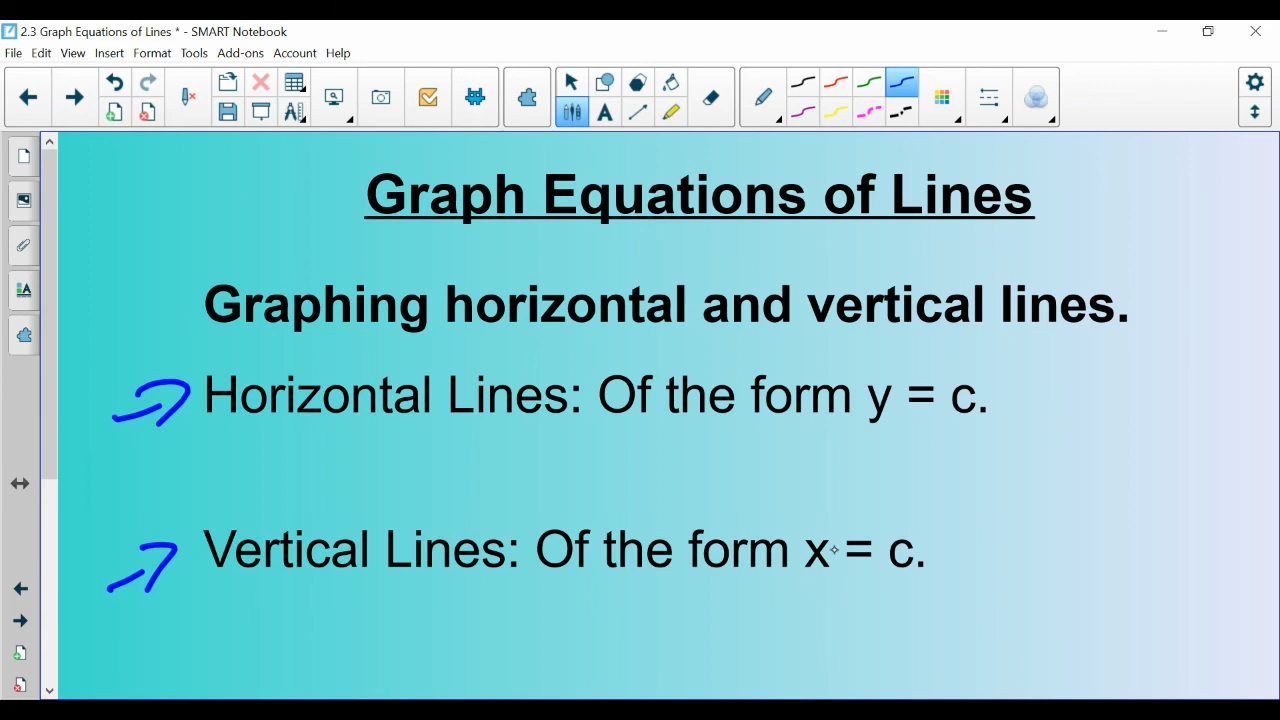 2.3 Graph Equations of Lines * - SMART Notebook
File Edit View Insert Format Tools Add-ons Account Help
Graph Equations of Lines
Graphing horizontal and vertical lines.
Horizontal Lines: Of the form y = c.
Vertical Lines: Of the form x = c.